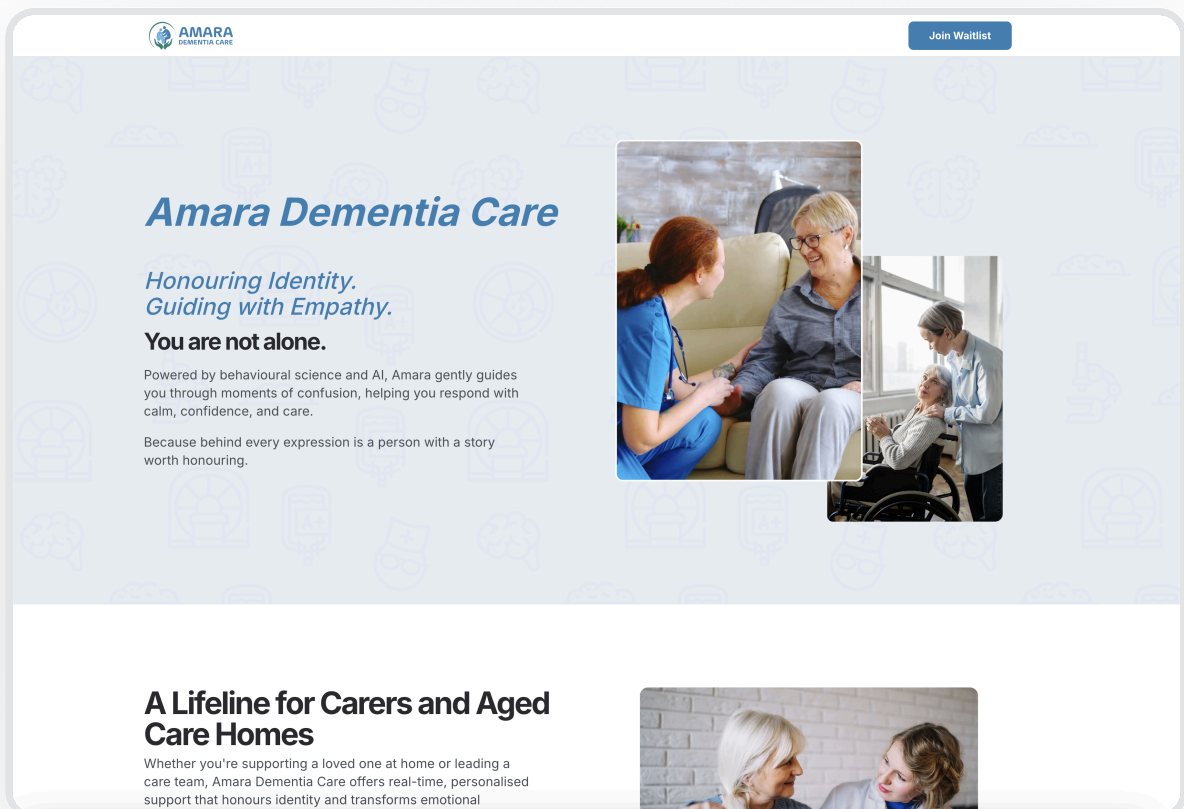 AMARA
DEMENTIA CARE
Join Waitlist
Amara Dementia Care
Honouring Identity.
Guiding with Empathy.
You are not alone.
Powered by behavioural science and AI, Amara gently guides
you through moments of confusion, helping you respond with
calm, confidence, and care.
Because behind every expression is a person with a story
worth honouring.
A+
A+
A+
A+
A Lifeline for Carers and Aged
Care Homes
Whether you're supporting a loved one at home or leading a
care team, Amara Dementia Care offers real-time, personalised
support that honours identity and transforms emotional